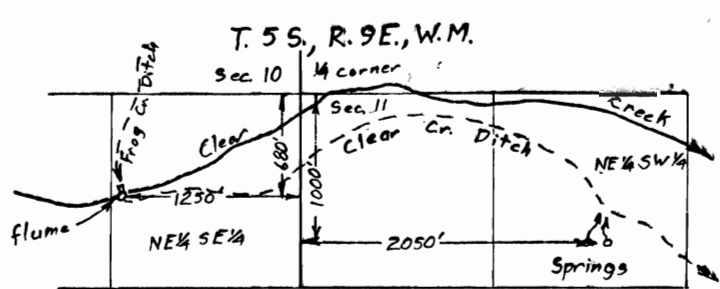 T. 5 S., R. 9 E., W.M.
Sec. 10
¼ corner
Frog Cr. Ditch
Sec. 11
Clear
Creek
680'
1000'
Clear Cr. Ditch
NE¼ SW¼
1250'
flume
NE¼ SE¼
2050'
Springs